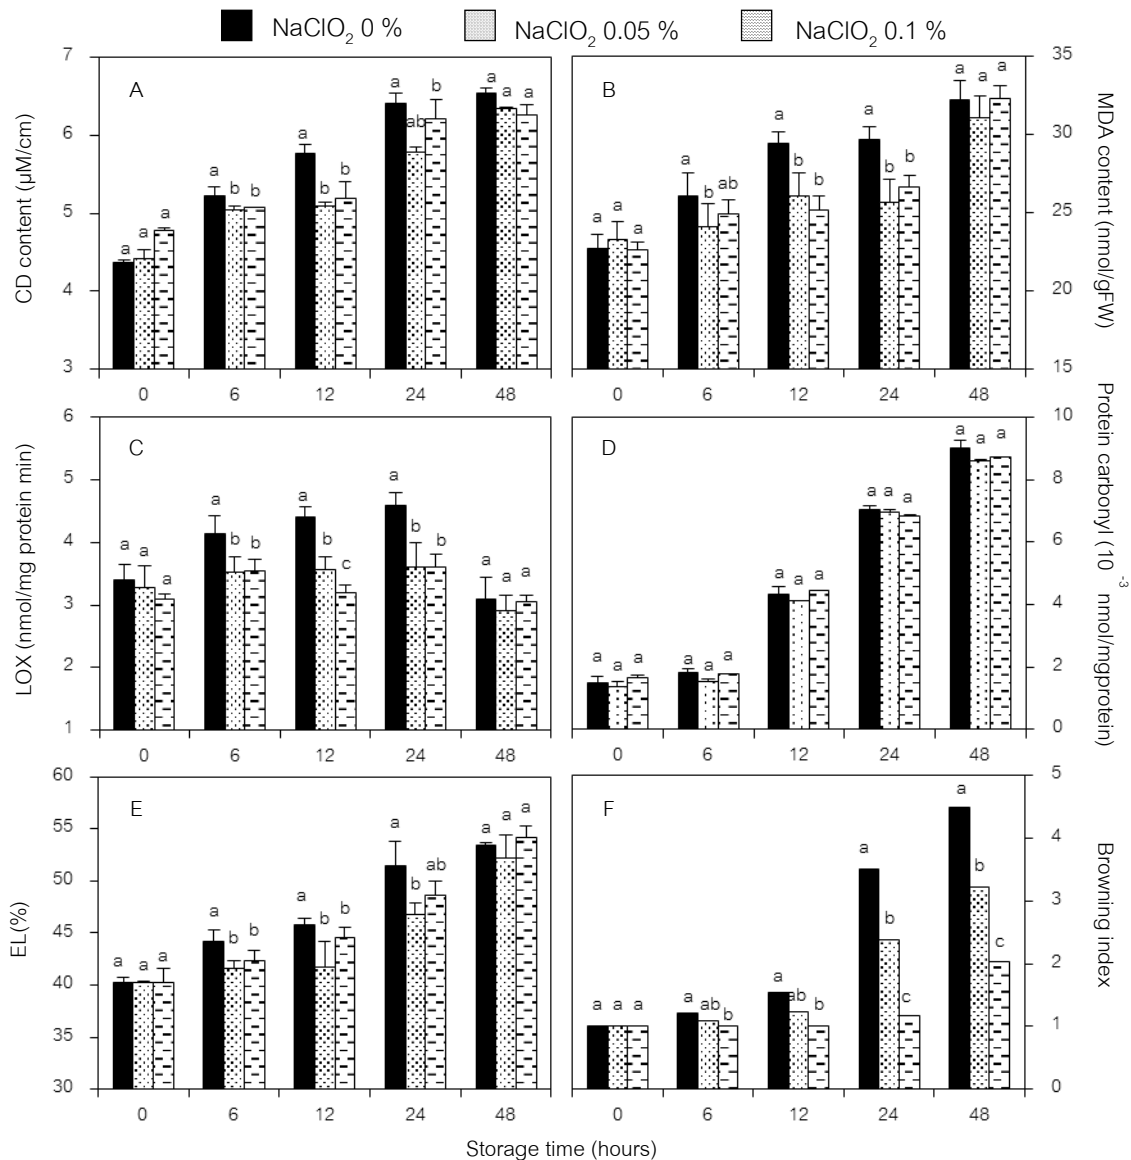 NaClO2 0 % NaClO2 0.05 % NaClO2 0.1 %
A
CD content (µM/cm)
7
6
5
4
3
a a a
a b b
a b b
a ab b
a a a
0 6 12 24 48
B
MDA content (nmol/gFW)
35
30
25
20
15
a a a
a b ab
a b b
a b b
a a a
0 6 12 24 48
C
LOX (nmol/mg protein min)
6
5
4
3
2
1
a a a
a b b
a b c
a b b
a a a
0 6 12 24 48
D
Protein carbonyl (10 -3 nmol/mgprotein)
10
8
6
4
2
0
a a a
a a a
a a a
a a a
a a a
0 6 12 24 48
E
EL(%)
60
55
50
45
40
35
30
a a a
a b b
a b b
a b ab
a a a
0 6 12 24 48
F
Browning index
5
4
3
2
1
0
a a a
a ab b
a ab b
a b c
a b c
0 6 12 24 48
Storage time (hours)